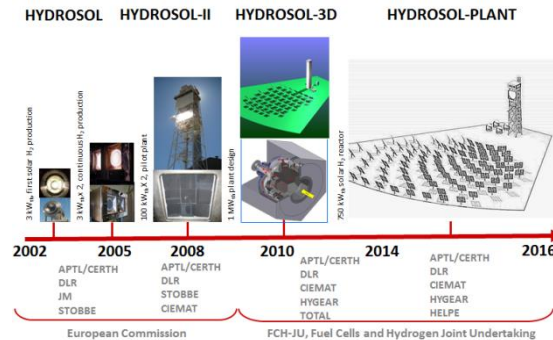 HYDROSOL
HYDROSOL-II
HYDROSOL-3D
HYDROSOL-PLANT
3 kWth, first solar H2 production
3 kWth X 2, continuous H2 production
100 kWth X 2, pilot plant
1 MWth plant design
750 kWth solar H2 reactor
2002
2005
2008
2010
2014
2016
APTL/CERTH
DLR
JM
STOBBE
APTL/CERTH
DLR
STOBBE
CIEMAT
APTL/CERTH
DLR
CIEMAT
HYGEAR
TOTAL
APTL/CERTH
DLR
CIEMAT
HYGEAR
HELPE
European Commission
FCH-JU, Fuel Cells and Hydrogen Joint Undertaking